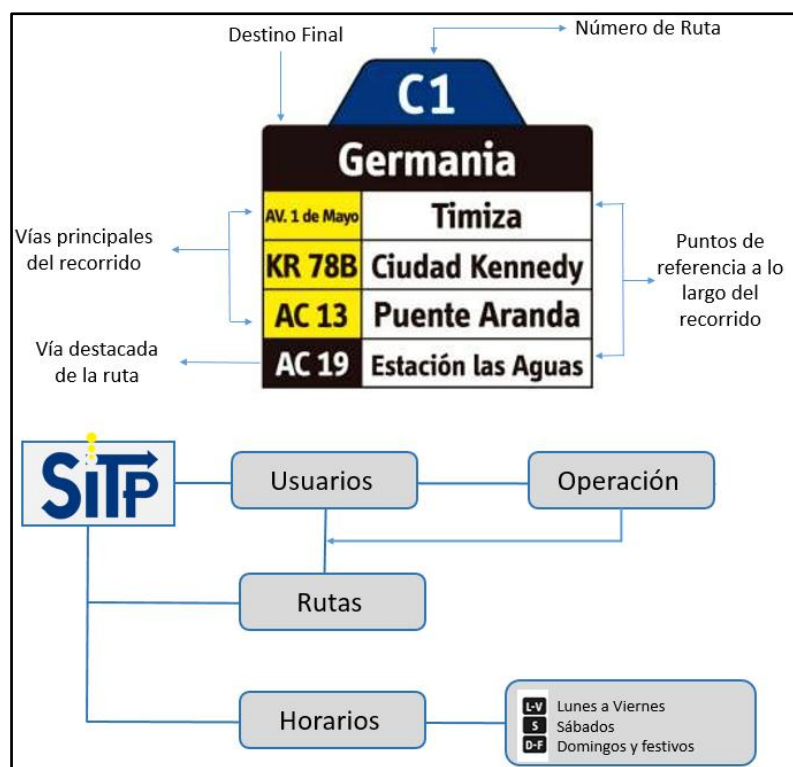 Destino Final
Número de Ruta
C1
Germania
AV. 1 de Mayo Timiza
KR 78B Ciudad Kennedy
AC 13 Puente Aranda
AC 19 Estación las Aguas
Vías principales
del recorrido
Vía destacada
de la ruta
Puntos de
referencia a lo
largo del
recorrido
SiTP
Usuarios
Operación
Rutas
Horarios
L-V Lunes a Viernes
S Sábados
D-F Domingos y festivos